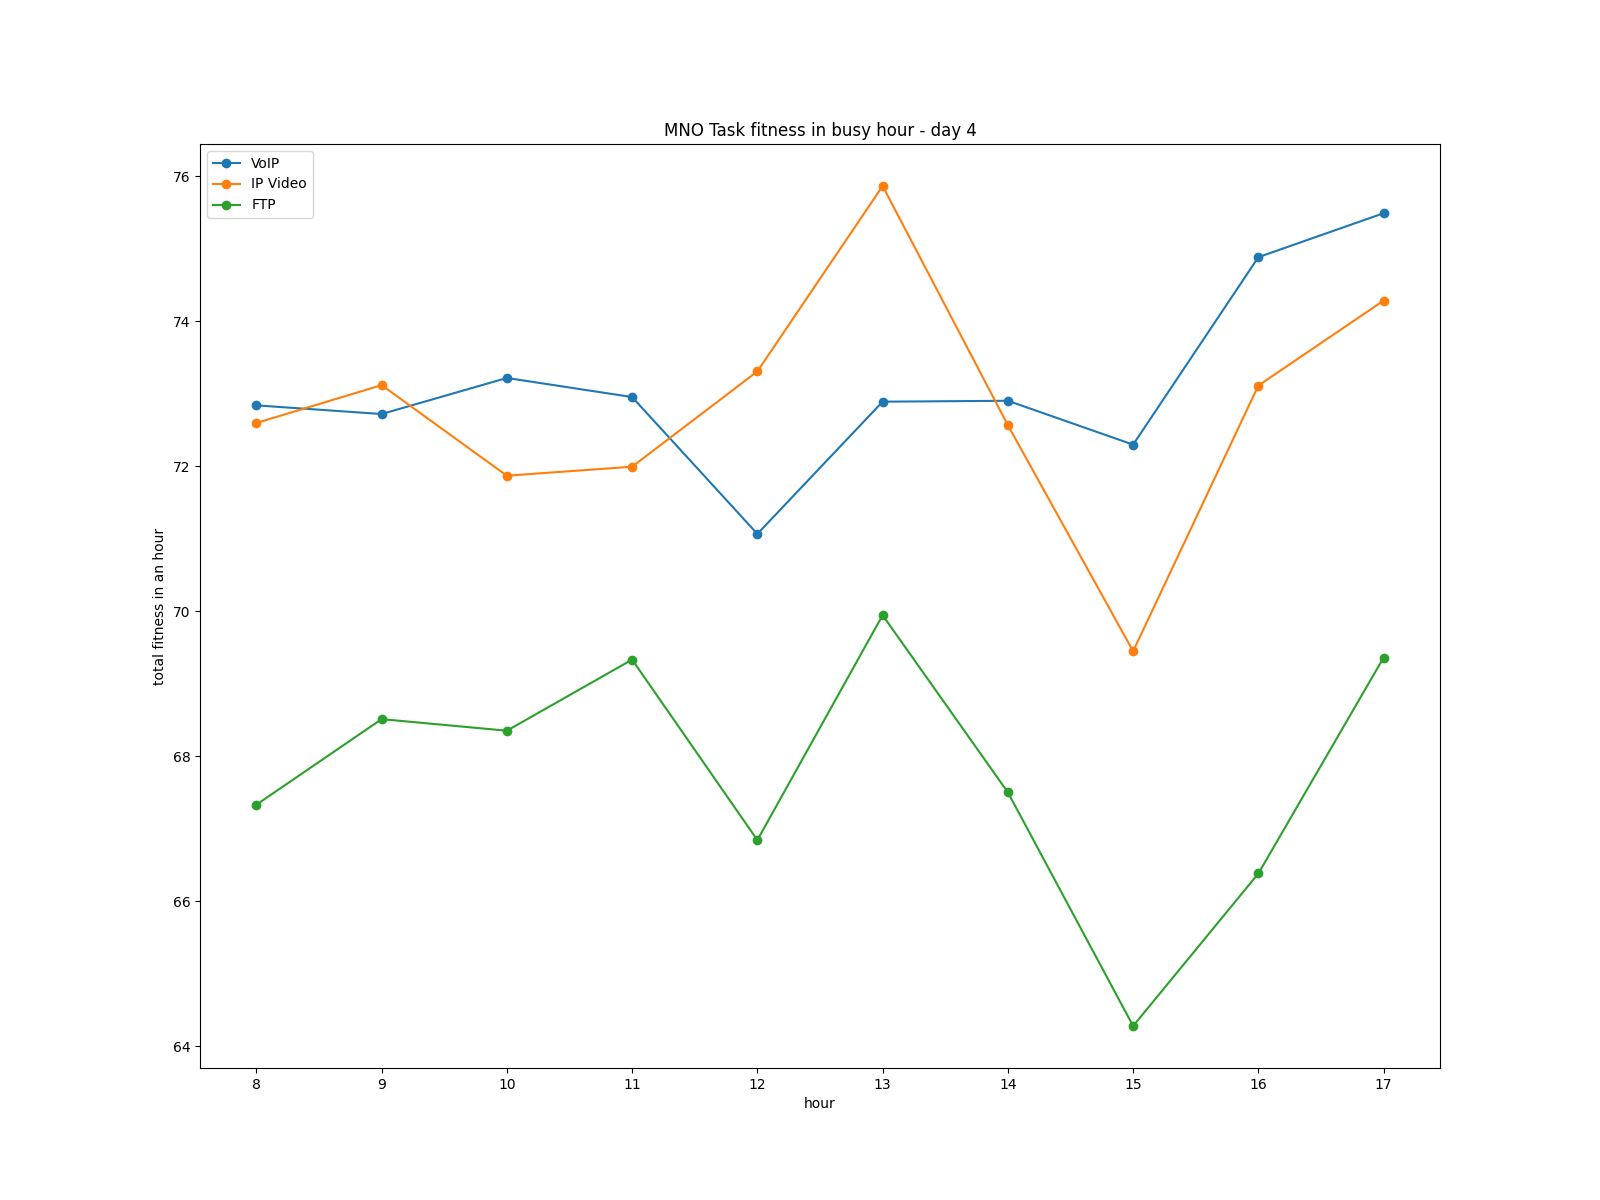 MNO Task fitness in busy hour - day 4
VoIP
IP Video
FTP
76
74
72
70
68
66
64
total fitness in an hour
8 9 10 11 12 13 14 15 16 17
hour